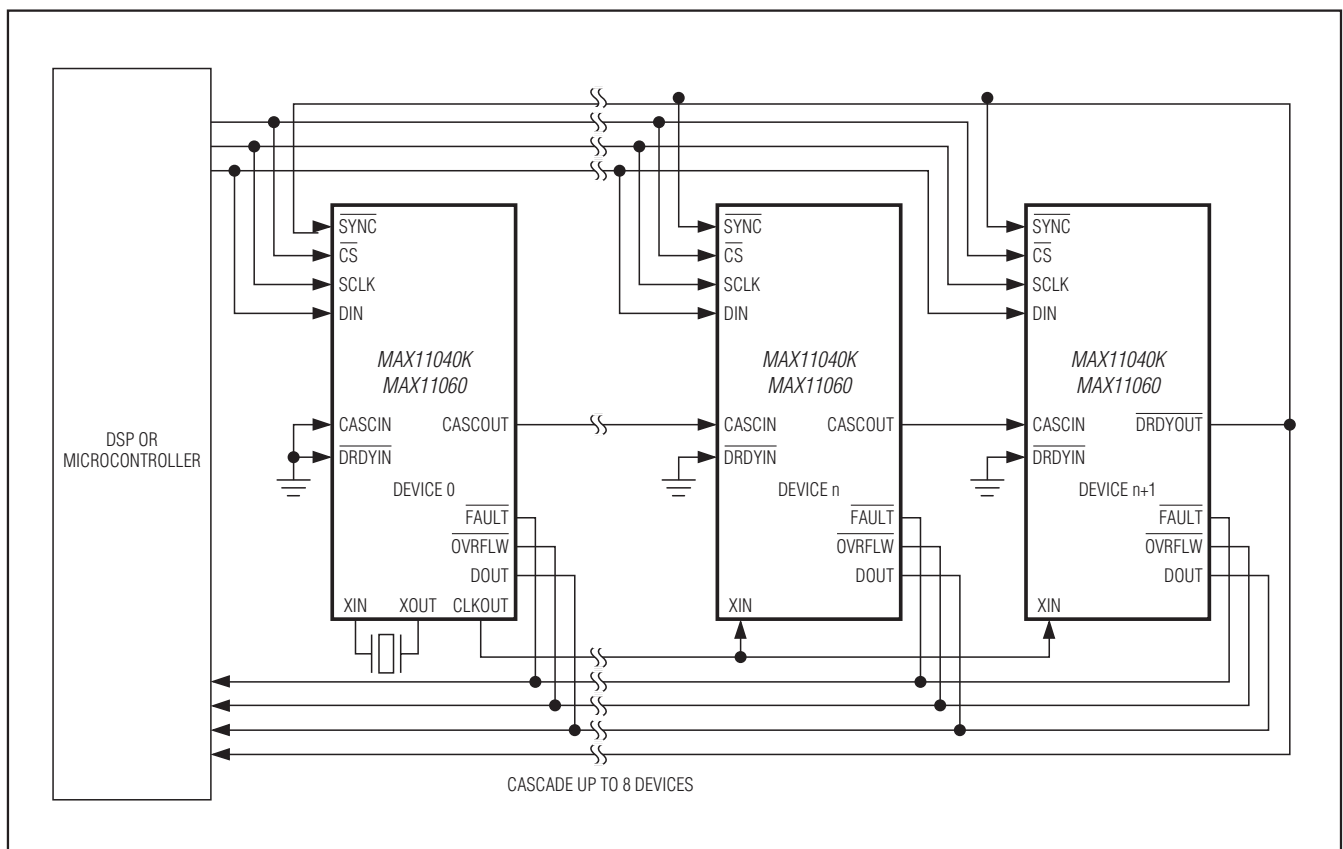 DSP OR
MICROCONTROLLER
SYNC
CS
SCLK
DIN
MAX11040K
MAX11060
CASCIN
CASCOUT
DRDYIN
DEVICE 0
FAULT
OVRFLW
DOUT
XIN
XOUT
CLKOUT
SYNC
CS
SCLK
DIN
MAX11040K
MAX11060
CASCIN
CASCOUT
DRDYIN
DEVICE n
FAULT
OVRFLW
DOUT
XIN
SYNC
CS
SCLK
DIN
MAX11040K
MAX11060
CASCIN
DRDYOUT
DRDYIN
DEVICE n+1
FAULT
OVRFLW
DOUT
XIN
CASCADE UP TO 8 DEVICES